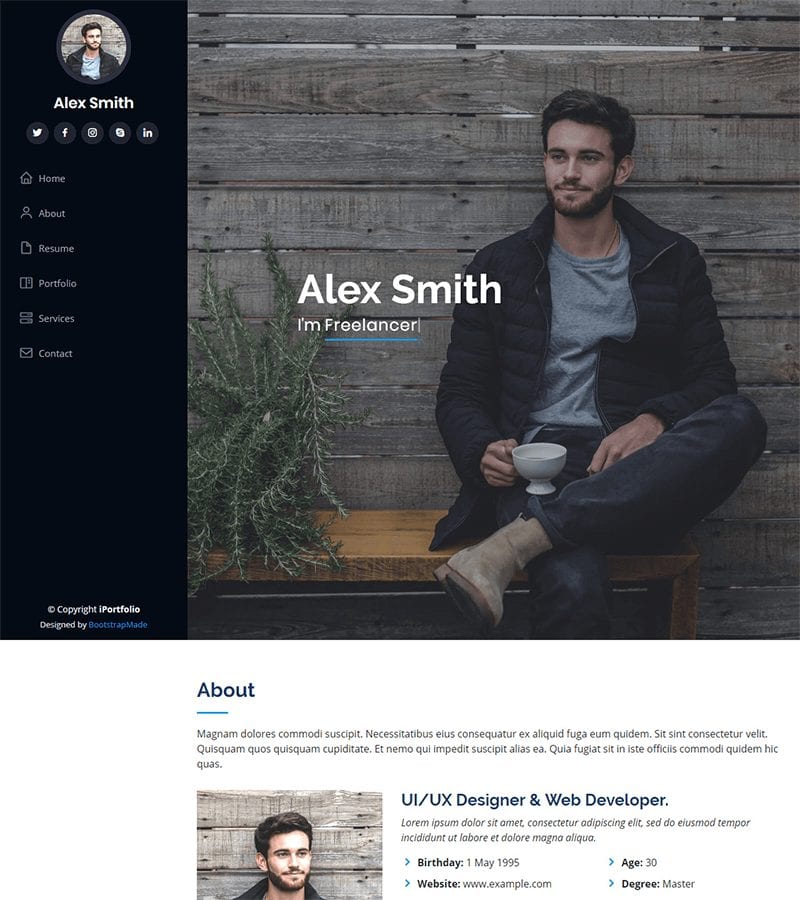 Alex Smith
Home
About
Resume
Portfolio
Services
Contact
© Copyright iPortfolio
Designed by BootstrapMade
Alex Smith
I'm Freelancer
About
Magnam dolores commodi suscipit. Necessitatibus eius consequatur ex aliquid fuga eum quidem. Sit sint consectetur velit.
Quisquam quos quisquam cupiditate. Et nemo qui impedit suscipit alias ea. Quia fugiat sit in iste officiis commodi quidem hic
quas.
UI/UX Designer & Web Developer.
Lorem ipsum dolor sit amet, consectetur adipiscing elit, sed do eiusmod tempor
incididunt ut labore et dolore magna aliqua.
Birthday: 1 May 1995
Age: 30
Website: www.example.com
Degree: Master